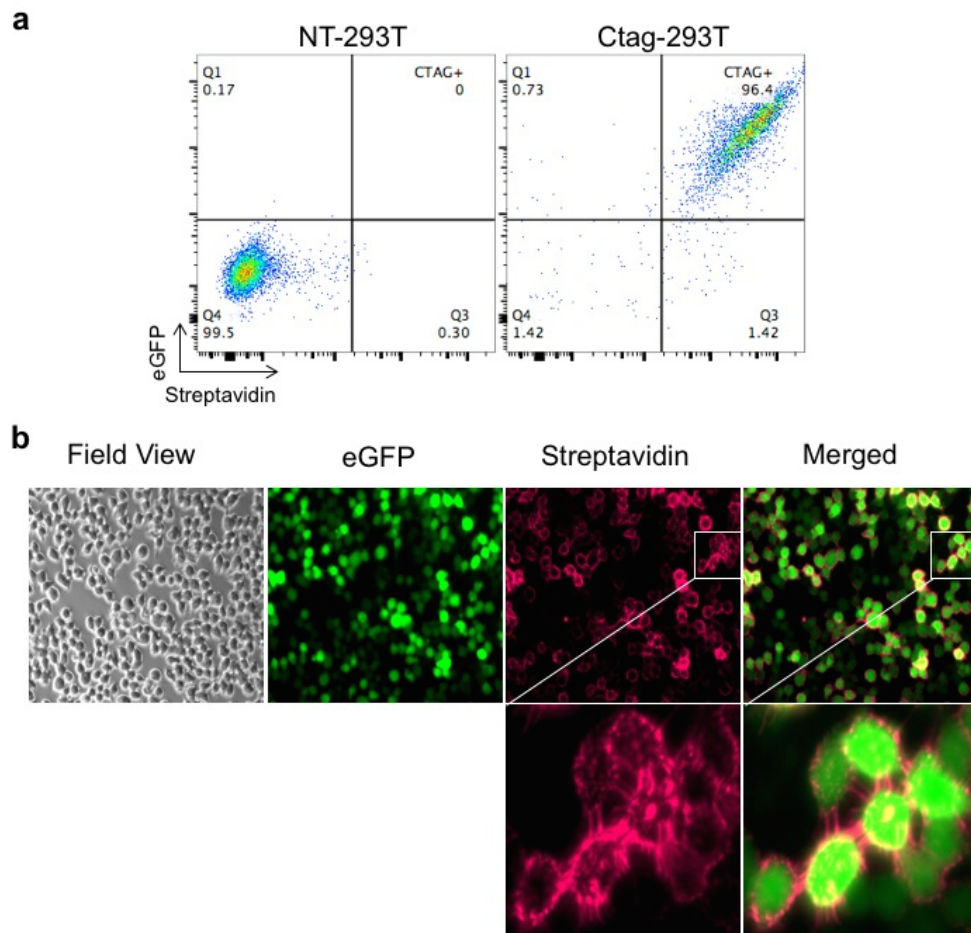 a
NT-293T
Ctag-293T
Q1
0.17
CTAG+
0
Q4
99.5
Q3
0.30
Q1
0.73
CTAG+
96.4
Q4
1.42
Q3
1.42
eGFP
Streptavidin
b
Field View
eGFP
Streptavidin
Merged